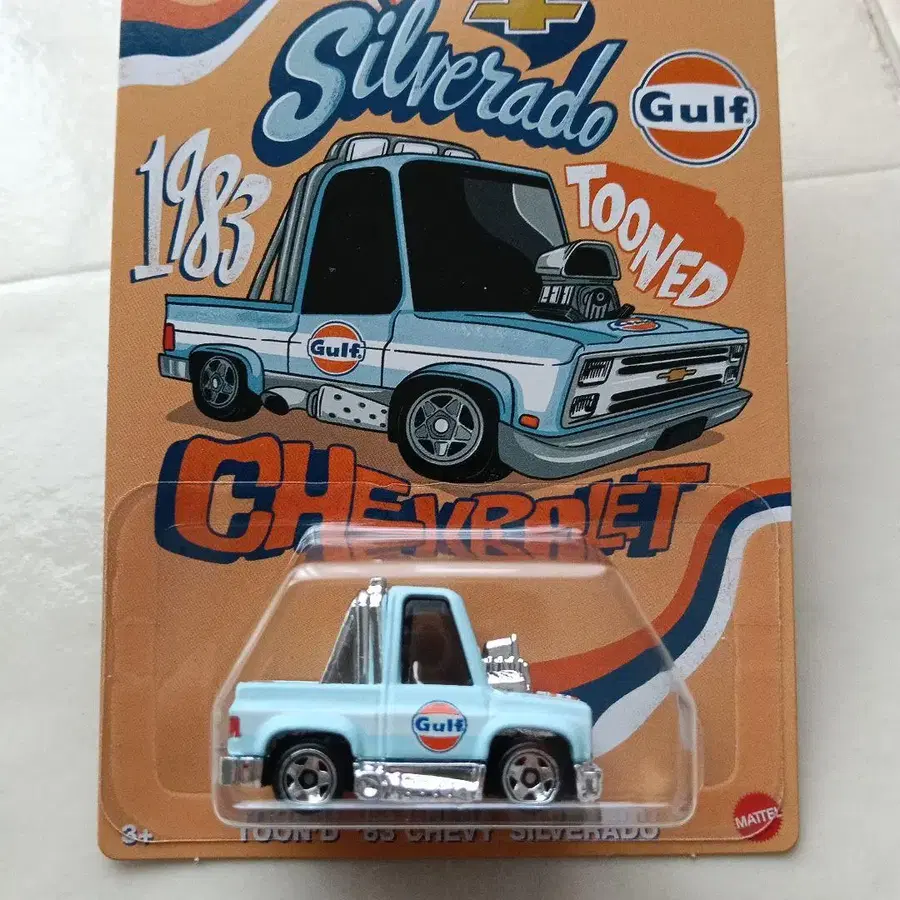 Silverado
Gulf
1983
TOONED
Gulf
CHEVROLET
Gulf
3+
TOON'D '83 CHEVY SILVERADO
MATTEL